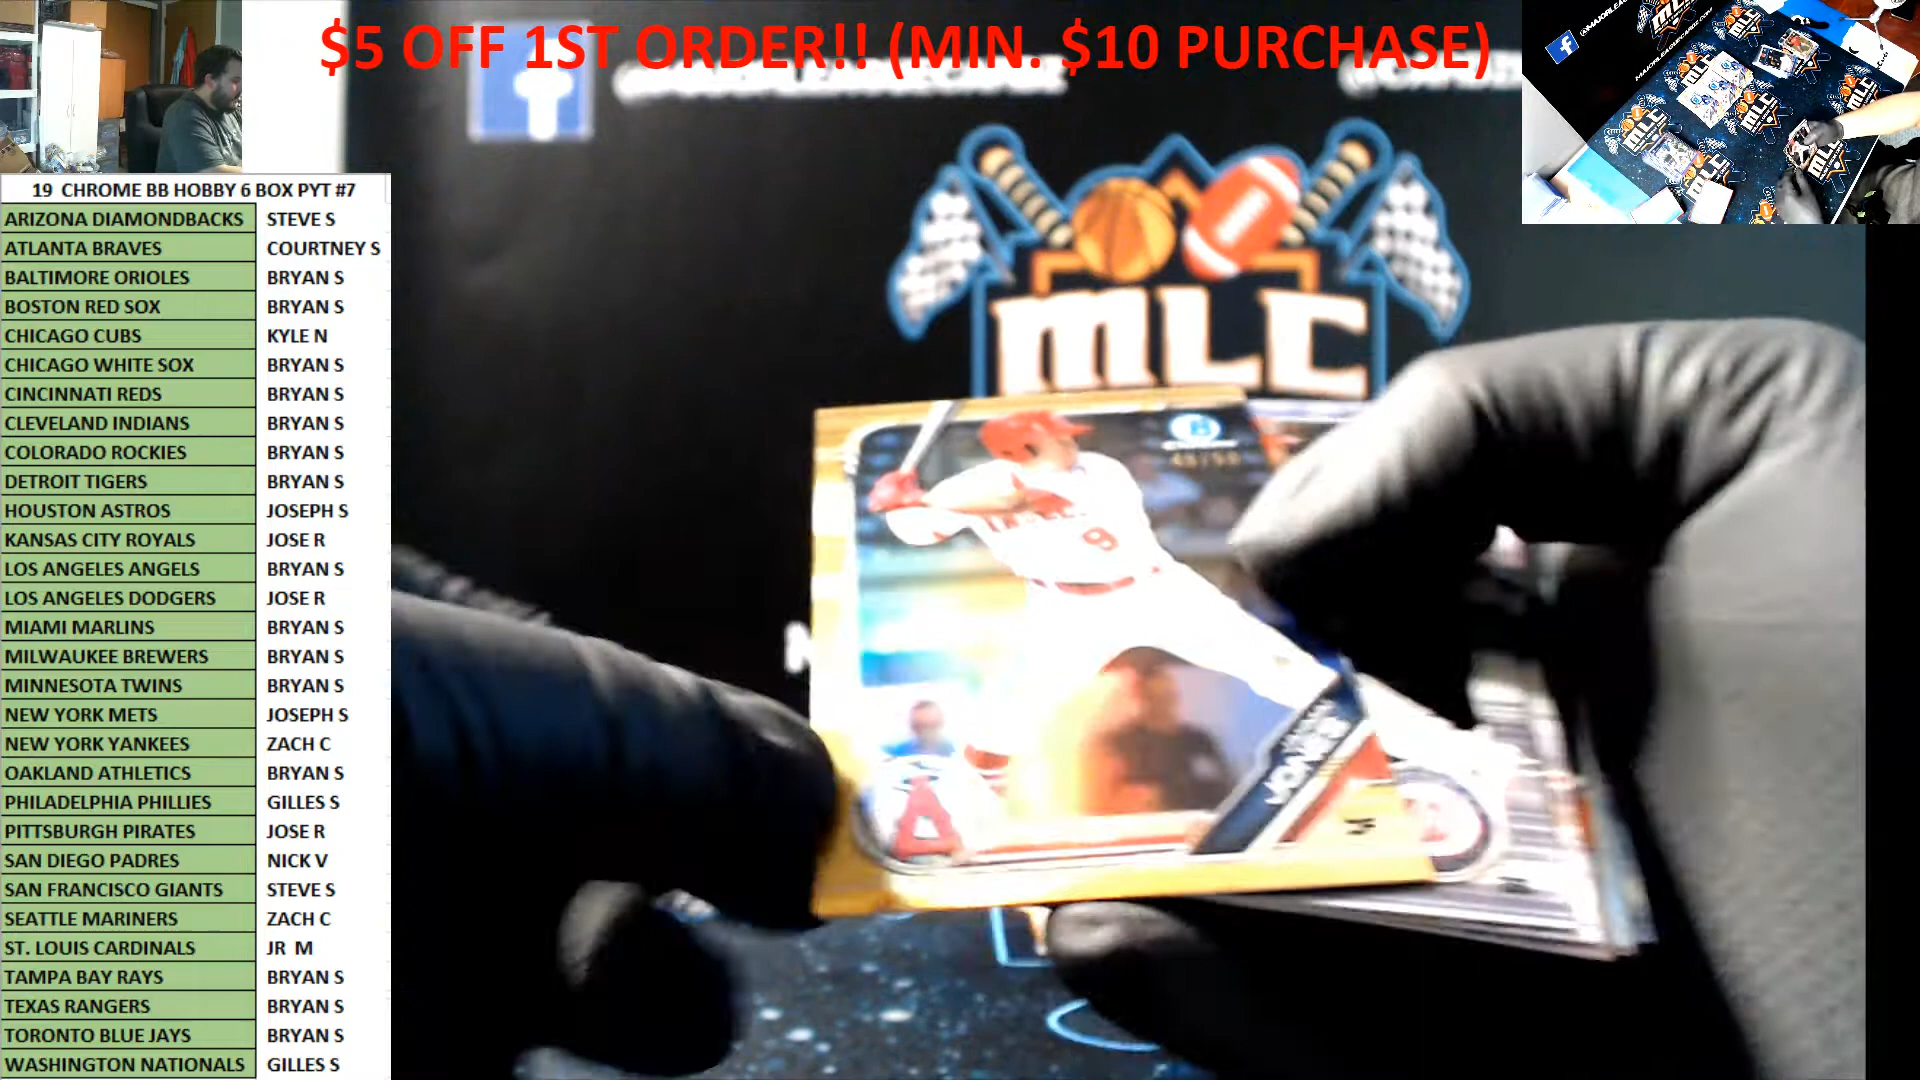 $5 OFF 1ST ORDER!! (MIN. $10 PURCHASE)
19 CHROME BB HOBBY 6 BOX PYT #7
ARIZONA DIAMONDBACKS STEVE S
ATLANTA BRAVES COURTNEY S
BALTIMORE ORIOLES BRYAN S
BOSTON RED SOX BRYAN S
CHICAGO CUBS KYLE N
CHICAGO WHITE SOX BRYAN S
CINCINNATI REDS BRYAN S
CLEVELAND INDIANS BRYAN S
COLORADO ROCKIES BRYAN S
DETROIT TIGERS BRYAN S
HOUSTON ASTROS JOSEPH S
KANSAS CITY ROYALS JOSE R
LOS ANGELES ANGELS BRYAN S
LOS ANGELES DODGERS JOSE R
MIAMI MARLINS BRYAN S
MILWAUKEE BREWERS BRYAN S
MINNESOTA TWINS BRYAN S
NEW YORK METS JOSEPH S
NEW YORK YANKEES ZACH C
OAKLAND ATHLETICS BRYAN S
PHILADELPHIA PHILLIES GILLES S
PITTSBURGH PIRATES JOSE R
SAN DIEGO PADRES NICK V
SAN FRANCISCO GIANTS STEVE S
SEATTLE MARINERS ZACH C
ST. LOUIS CARDINALS JR M
TAMPA BAY RAYS BRYAN S
TEXAS RANGERS BRYAN S
TORONTO BLUE JAYS BRYAN S
WASHINGTON NATIONALS GILLES S
MLC
9
JONES
A